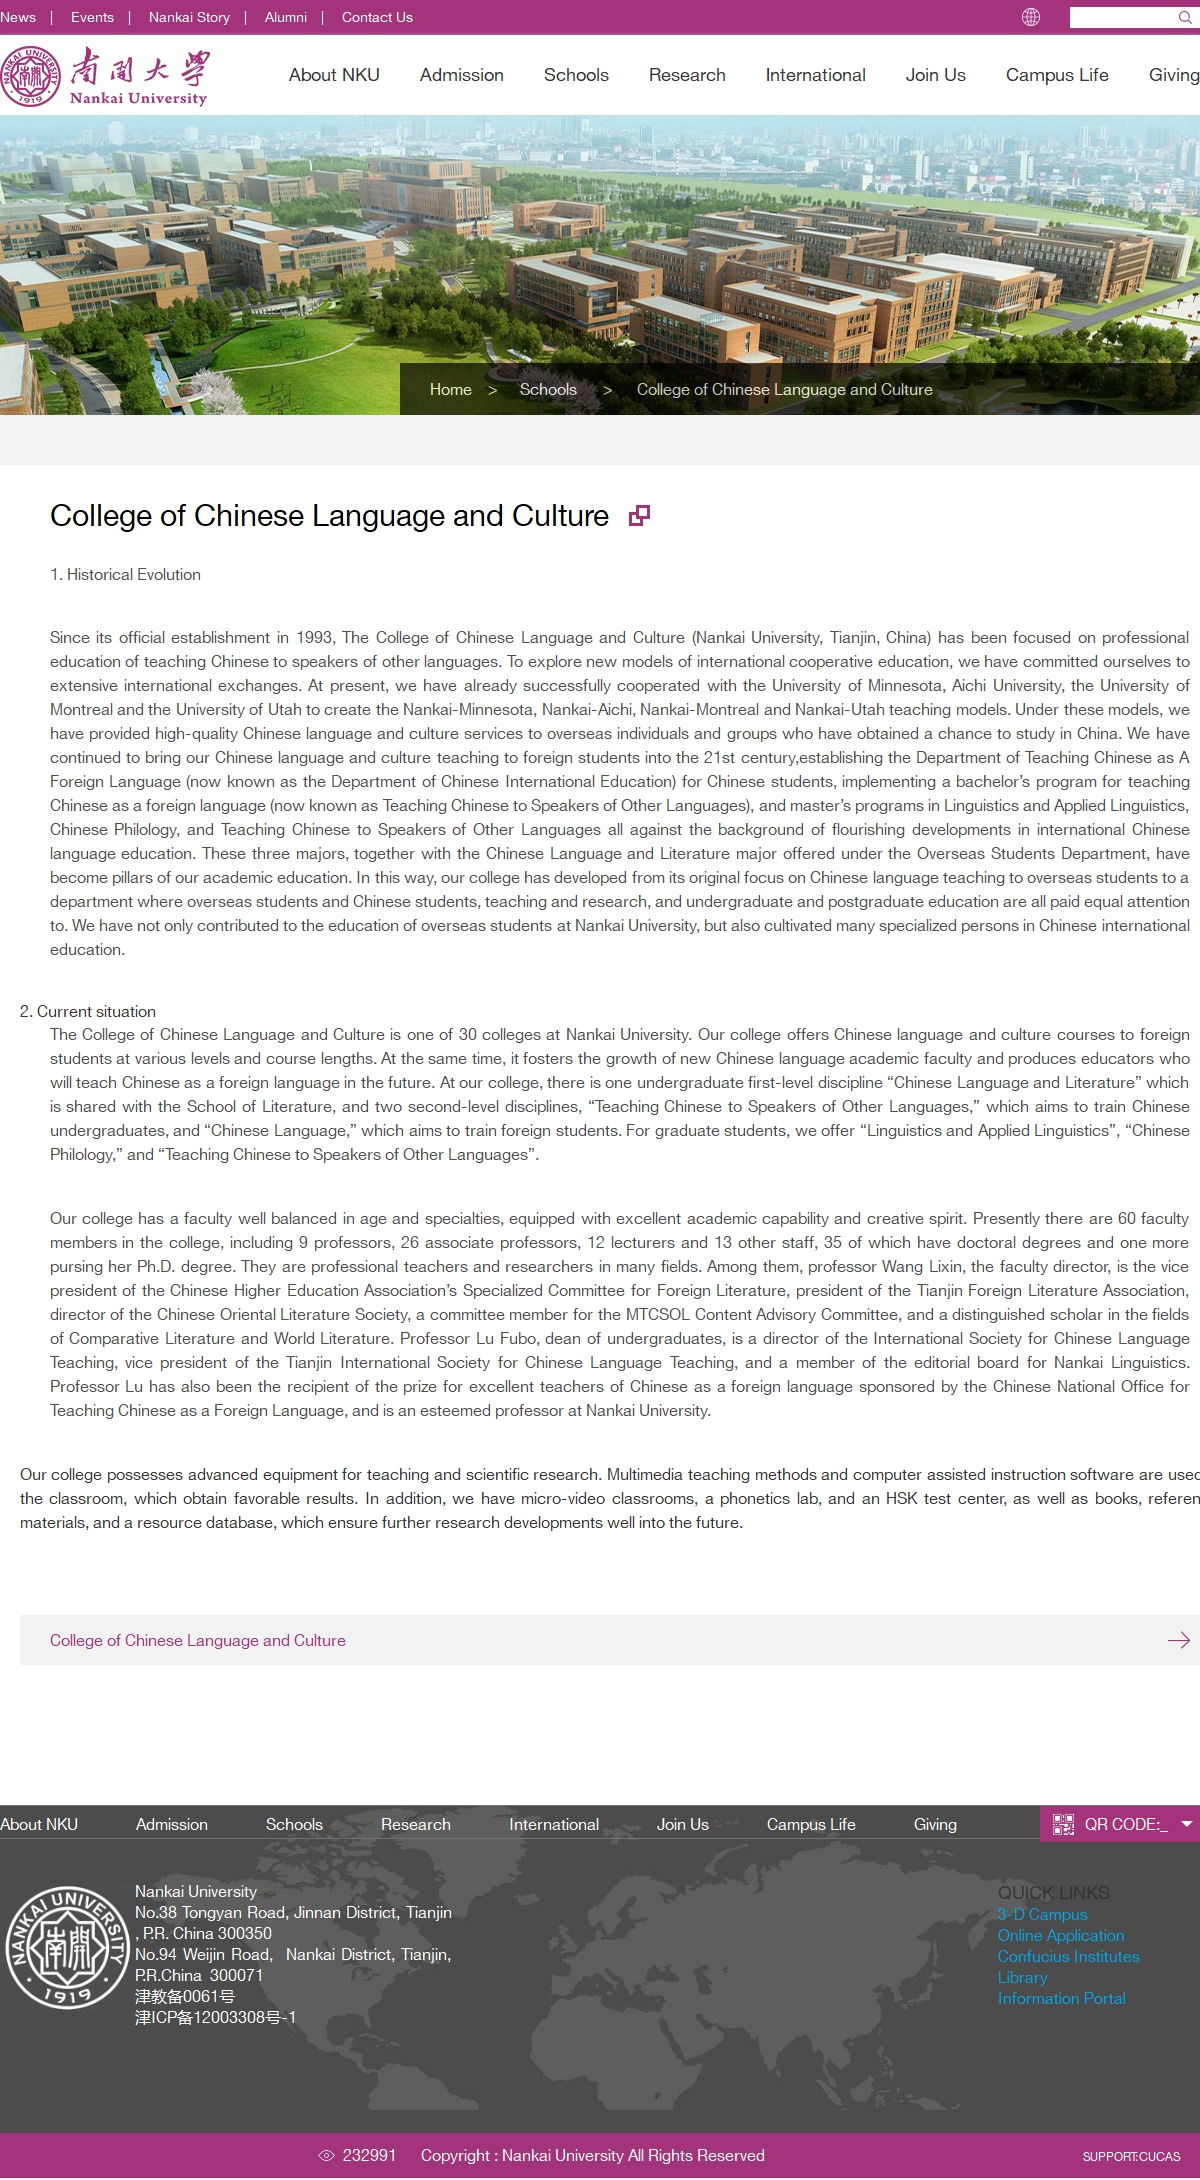 News | Events | Nankai Story | Alumni | Contact Us
南開大學
Nankai University
NANKAI UNIVERSITY
1919
About NKU Admission Schools Research International Join Us Campus Life Giving
Home > Schools > College of Chinese Language and Culture
College of Chinese Language and Culture
1. Historical Evolution
Since its official establishment in 1993, The College of Chinese Language and Culture (Nankai University, Tianjin, China) has been focused on professional
education of teaching Chinese to speakers of other languages. To explore new models of international cooperative education, we have committed ourselves to
extensive international exchanges. At present, we have already successfully cooperated with the University of Minnesota, Aichi University, the University of
Montreal and the University of Utah to create the Nankai-Minnesota, Nankai-Aichi, Nankai-Montreal and Nankai-Utah teaching models. Under these models, we
have provided high-quality Chinese language and culture services to overseas individuals and groups who have obtained a chance to study in China. We have
continued to bring our Chinese language and culture teaching to foreign students into the 21st century,establishing the Department of Teaching Chinese as A
Foreign Language (now known as the Department of Chinese International Education) for Chinese students, implementing a bachelor’s program for teaching
Chinese as a foreign language (now known as Teaching Chinese to Speakers of Other Languages), and master’s programs in Linguistics and Applied Linguistics,
Chinese Philology, and Teaching Chinese to Speakers of Other Languages all against the background of flourishing developments in international Chinese
language education. These three majors, together with the Chinese Language and Literature major offered under the Overseas Students Department, have
become pillars of our academic education. In this way, our college has developed from its original focus on Chinese language teaching to overseas students to a
department where overseas students and Chinese students, teaching and research, and undergraduate and postgraduate education are all paid equal attention
to. We have not only contributed to the education of overseas students at Nankai University, but also cultivated many specialized persons in Chinese international
education.
2. Current situation
The College of Chinese Language and Culture is one of 30 colleges at Nankai University. Our college offers Chinese language and culture courses to foreign
students at various levels and course lengths. At the same time, it fosters the growth of new Chinese language academic faculty and produces educators who
will teach Chinese as a foreign language in the future. At our college, there is one undergraduate first-level discipline “Chinese Language and Literature” which
is shared with the School of Literature, and two second-level disciplines, “Teaching Chinese to Speakers of Other Languages,” which aims to train Chinese
undergraduates, and “Chinese Language,” which aims to train foreign students. For graduate students, we offer “Linguistics and Applied Linguistics”, “Chinese
Philology,” and “Teaching Chinese to Speakers of Other Languages”.
Our college has a faculty well balanced in age and specialties, equipped with excellent academic capability and creative spirit. Presently there are 60 faculty
members in the college, including 9 professors, 26 associate professors, 12 lecturers and 13 other staff, 35 of which have doctoral degrees and one more
pursing her Ph.D. degree. They are professional teachers and researchers in many fields. Among them, professor Wang Lixin, the faculty director, is the vice
president of the Chinese Higher Education Association’s Specialized Committee for Foreign Literature, president of the Tianjin Foreign Literature Association,
director of the Chinese Oriental Literature Society, a committee member for the MTCSOL Content Advisory Committee, and a distinguished scholar in the fields
of Comparative Literature and World Literature. Professor Lu Fubo, dean of undergraduates, is a director of the International Society for Chinese Language
Teaching, vice president of the Tianjin International Society for Chinese Language Teaching, and a member of the editorial board for Nankai Linguistics.
Professor Lu has also been the recipient of the prize for excellent teachers of Chinese as a foreign language sponsored by the Chinese National Office for
Teaching Chinese as a Foreign Language, and is an esteemed professor at Nankai University.
Our college possesses advanced equipment for teaching and scientific research. Multimedia teaching methods and computer assisted instruction software are used
the classroom, which obtain favorable results. In addition, we have micro-video classrooms, a phonetics lab, and an HSK test center, as well as books, referen
materials, and a resource database, which ensure further research developments well into the future.
College of Chinese Language and Culture
About NKU Admission Schools Research International Join Us Campus Life Giving QR CODE:_
NANKAI UNIVERSITY
南開
1919
Nankai University
No.38 Tongyan Road, Jinnan District, Tianjin
, P.R. China 300350
No.94 Weijin Road, Nankai District, Tianjin,
P.R.China 300071
津教备0061号
津ICP备12003308号-1
QUICK LINKS
3-D Campus
Online Application
Confucius Institutes
Library
Information Portal
232991 Copyright : Nankai University All Rights Reserved SUPPORT:CUCAS